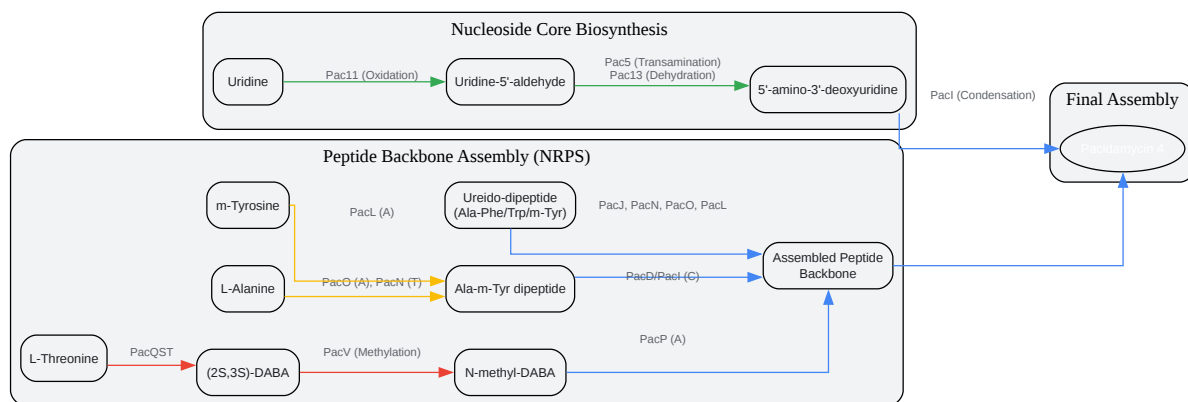 Nucleoside Core Biosynthesis
Uridine
Pac11 (Oxidation)
Uridine-5'-aldehyde
Pac5 (Transamination)
Pac13 (Dehydration)
5'-amino-3'-deoxyuridine
PacI (Condensation)
Final Assembly
Peptide Backbone Assembly (NRPS)
m-Tyrosine
PacL (A)
Ureido-dipeptide
(Ala-Phe/Trp/m-Tyr)
PacJ, PacN, PacO, PacL
L-Alanine
PacO (A), PacN (T)
Ala-m-Tyr dipeptide
PacD/PacI (C)
Assembled Peptide
Backbone
L-Threonine
PacQST
(2S,3S)-DABA
PacV (Methylation)
N-methyl-DABA
PacP (A)
Pacidamycin